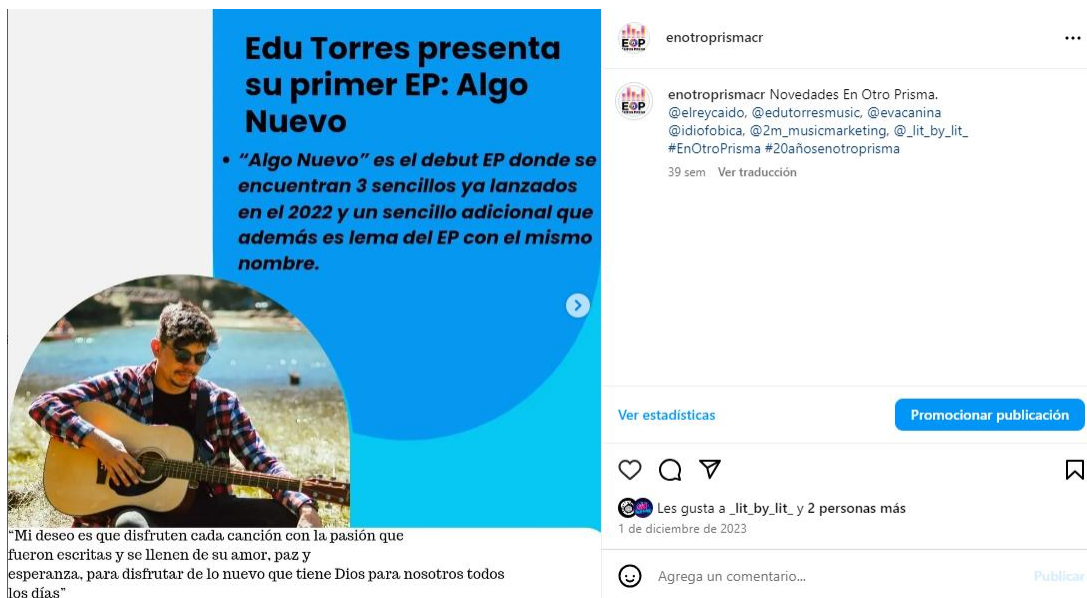 Edu Torres presenta
su primer EP: Algo
Nuevo
• “Algo Nuevo” es el debut EP donde se
encuentran 3 sencillos ya lanzados
en el 2022 y un sencillo adicional que
además es lema del EP con el mismo
nombre.
“Mi deseo es que disfruten cada canción con la pasión que
fueron escritas y se llenen de su amor, paz y
esperanza, para disfrutar de lo nuevo que tiene Dios para nosotros todos
los días”
EOP
enotroprismacr
EOP
enotroprismacr Novedades En Otro Prisma.
@elreycaido, @edutorresmusic, @evacanina
@idiofobica, @2m_musicmarketing, @_lit_by_lit_
#EnOtroPrisma #20añosenotroprisma
39 sem Ver traducción
Ver estadísticas
Promocionar publicación
Les gusta a _lit_by_lit_ y 2 personas más
1 de diciembre de 2023
Agrega un comentario...
Publicar